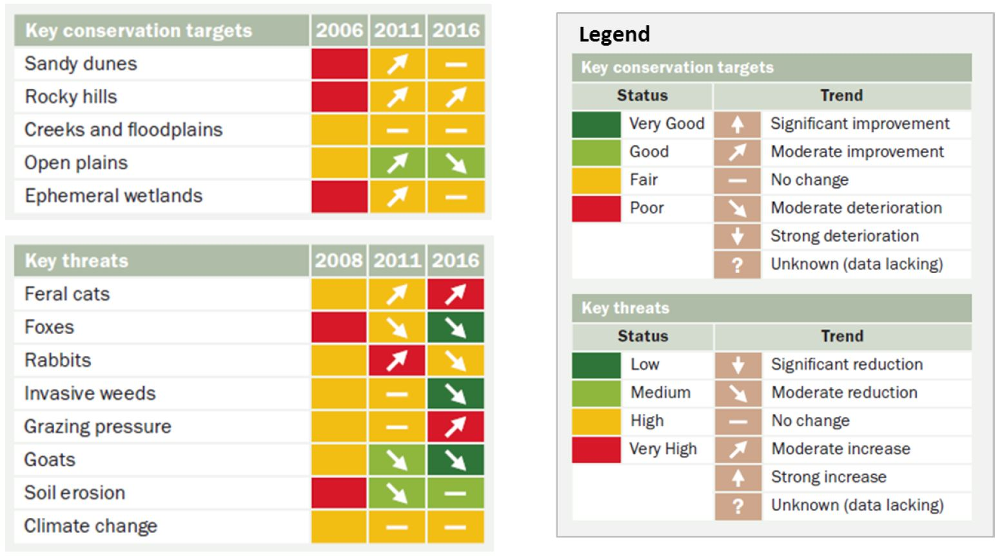 Key conservation targets 2006 2011 2016
Sandy dunes
Rocky hills
Creeks and floodplains
Open plains
Ephemeral wetlands
Key threats 2008 2011 2016
Feral cats
Foxes
Rabbits
Invasive weeds
Grazing pressure
Goats
Soil erosion
Climate change
Legend
Key conservation targets
Status Trend
Very Good Significant improvement
Good Moderate improvement
Fair No change
Poor Moderate deterioration
Strong deterioration
? Unknown (data lacking)
Key threats
Status Trend
Low Significant reduction
Medium Moderate reduction
High No change
Very High Moderate increase
Strong increase
? Unknown (data lacking)